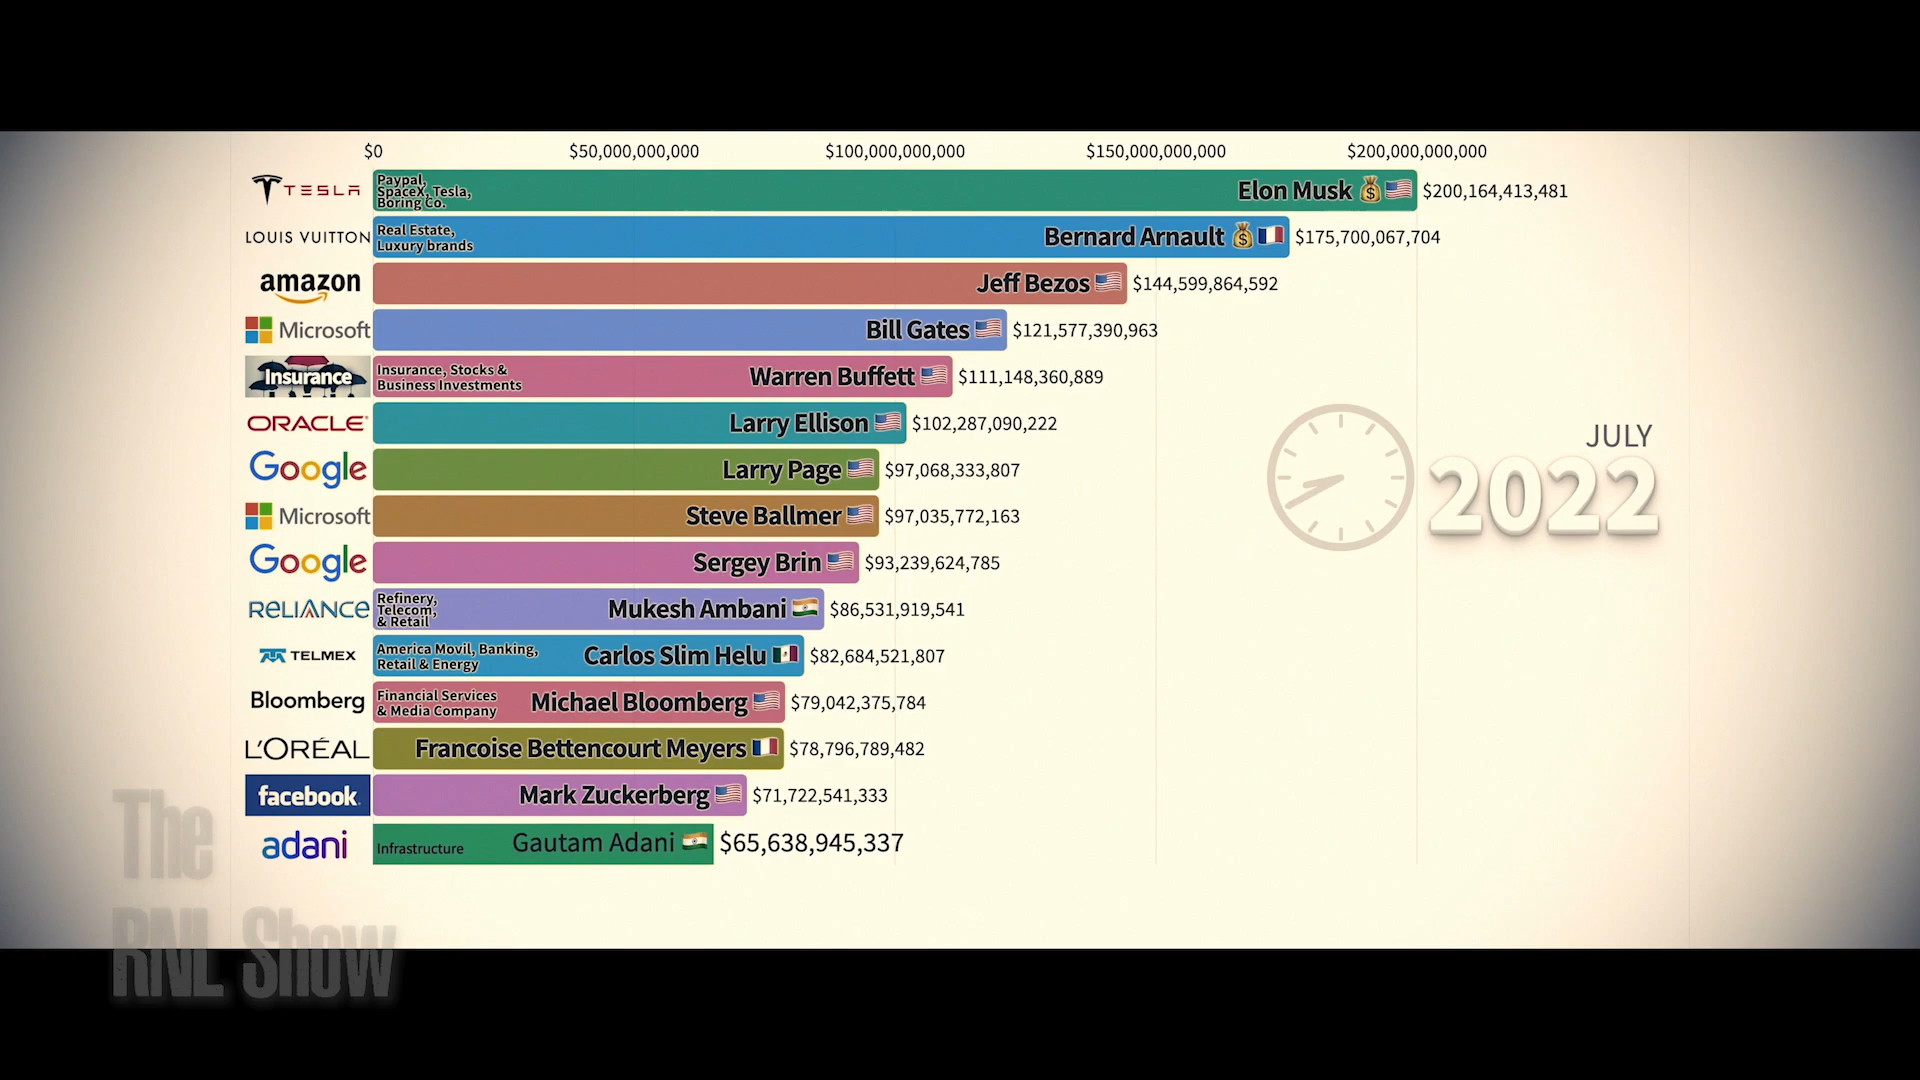 $0 $50,000,000,000 $100,000,000,000 $150,000,000,000 $200,000,000,000
TESLA
Paypal,
SpaceX, Tesla,
Boring Co.
Elon Musk $200,164,413,481
LOUIS VUITTON
Real Estate,
Luxury brands
Bernard Arnault $175,700,067,704
amazon
Jeff Bezos $144,599,864,592
Microsoft
Bill Gates $121,577,390,963
Insurance
Insurance, Stocks &
Business Investments
Warren Buffett $111,148,360,889
ORACLE
Larry Ellison $102,287,090,222
Google
Larry Page $97,068,333,807
Microsoft
Steve Ballmer $97,035,772,163
Google
Sergey Brin $93,239,624,785
RELIANCE
Refinery,
Telecom,
& Retail
Mukesh Ambani $86,531,919,541
TELMEX
America Movil, Banking,
Retail & Energy
Carlos Slim Helu $82,684,521,807
Bloomberg
Financial Services
& Media Company
Michael Bloomberg $79,042,375,784
L'ORÉAL
Francoise Bettencourt Meyers $78,796,789,482
facebook
Mark Zuckerberg $71,722,541,333
adani
Infrastructure
Gautam Adani $65,638,945,337
JULY
2022
The
RNL Show